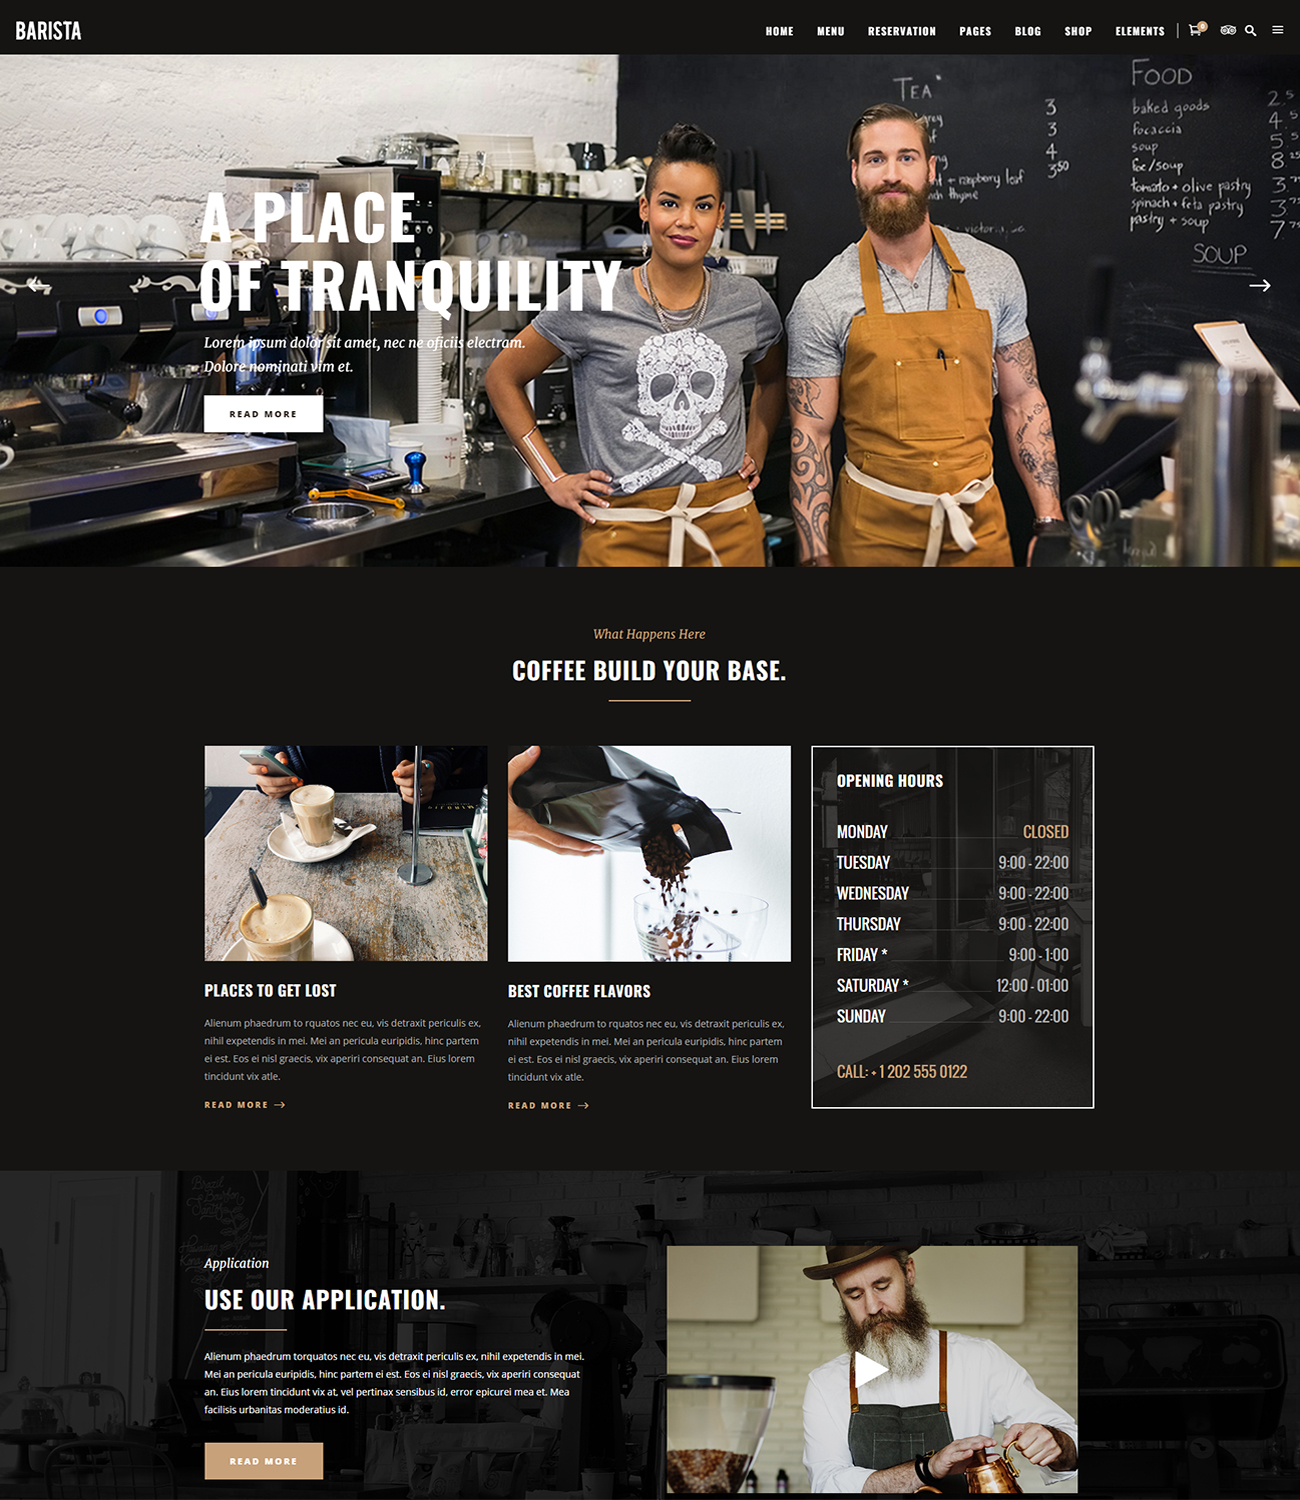 BARISTA
HOME MENU RESERVATION PAGES BLOG SHOP ELEMENTS
0
TEA
3
3
4
350
raspberry leaf
thyme
FOOD
baked goods
focaccia
soup
tomato + olive pastry
spinach + feta pastry
pastry + soup
SOUP
A PLACE
OF TRANQUILITY
Lorem ipsum dolor sit amet, nec ne oficiis electram.
Dolore nominati vim et.
READ MORE
What Happens Here
COFFEE BUILD YOUR BASE.
PLACES TO GET LOST
Alienum phaedrum to rquatos nec eu, vis detraxit periculis ex,
nihil expetendis in mei. Mei an pericula euripidis, hinc partem
ei est. Eos ei nisl graecis, vix aperiri consequat an. Eius lorem
tincidunt vix atle.
READ MORE
BEST COFFEE FLAVORS
Alienum phaedrum to rquatos nec eu, vis detraxit periculis ex,
nihil expetendis in mei. Mei an pericula euripidis, hinc partem
ei est. Eos ei nisl graecis, vix aperiri consequat an. Eius lorem
tincidunt vix atle.
READ MORE
OPENING HOURS
MONDAY CLOSED
TUESDAY 9:00 - 22:00
WEDNESDAY 9:00 - 22:00
THURSDAY 9:00 - 22:00
FRIDAY * 9:00 - 1:00
SATURDAY * 12:00 - 01:00
SUNDAY 9:00 - 22:00
CALL: + 1 202 555 0122
Application
USE OUR APPLICATION.
Alienum phaedrum torquatos nec eu, vis detraxit periculis ex, nihil expetendis in mei.
Mei an pericula euripidis, hinc partem ei est. Eos ei nisl graecis, vix aperiri consequat
an. Eius lorem tincidunt vix at, vel pertinax sensibus id, error epicurei mea et. Mea
facilisis urbanitas moderatius id.
READ MORE